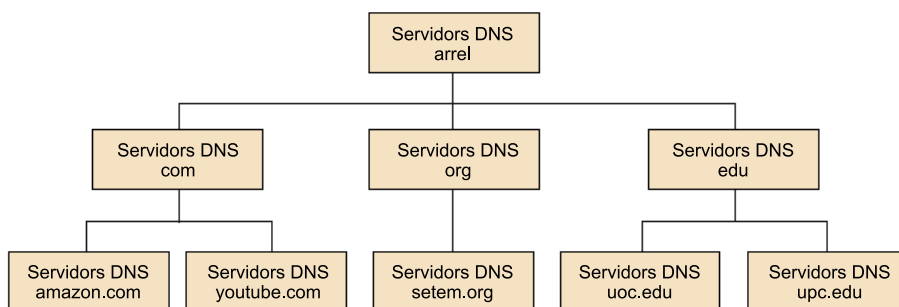 Servidors DNS
arrel
Servidors DNS
com
Servidors DNS
org
Servidors DNS
edu
Servidors DNS
amazon.com
Servidors DNS
youtube.com
Servidors DNS
setem.org
Servidors DNS
uoc.edu
Servidors DNS
upc.edu